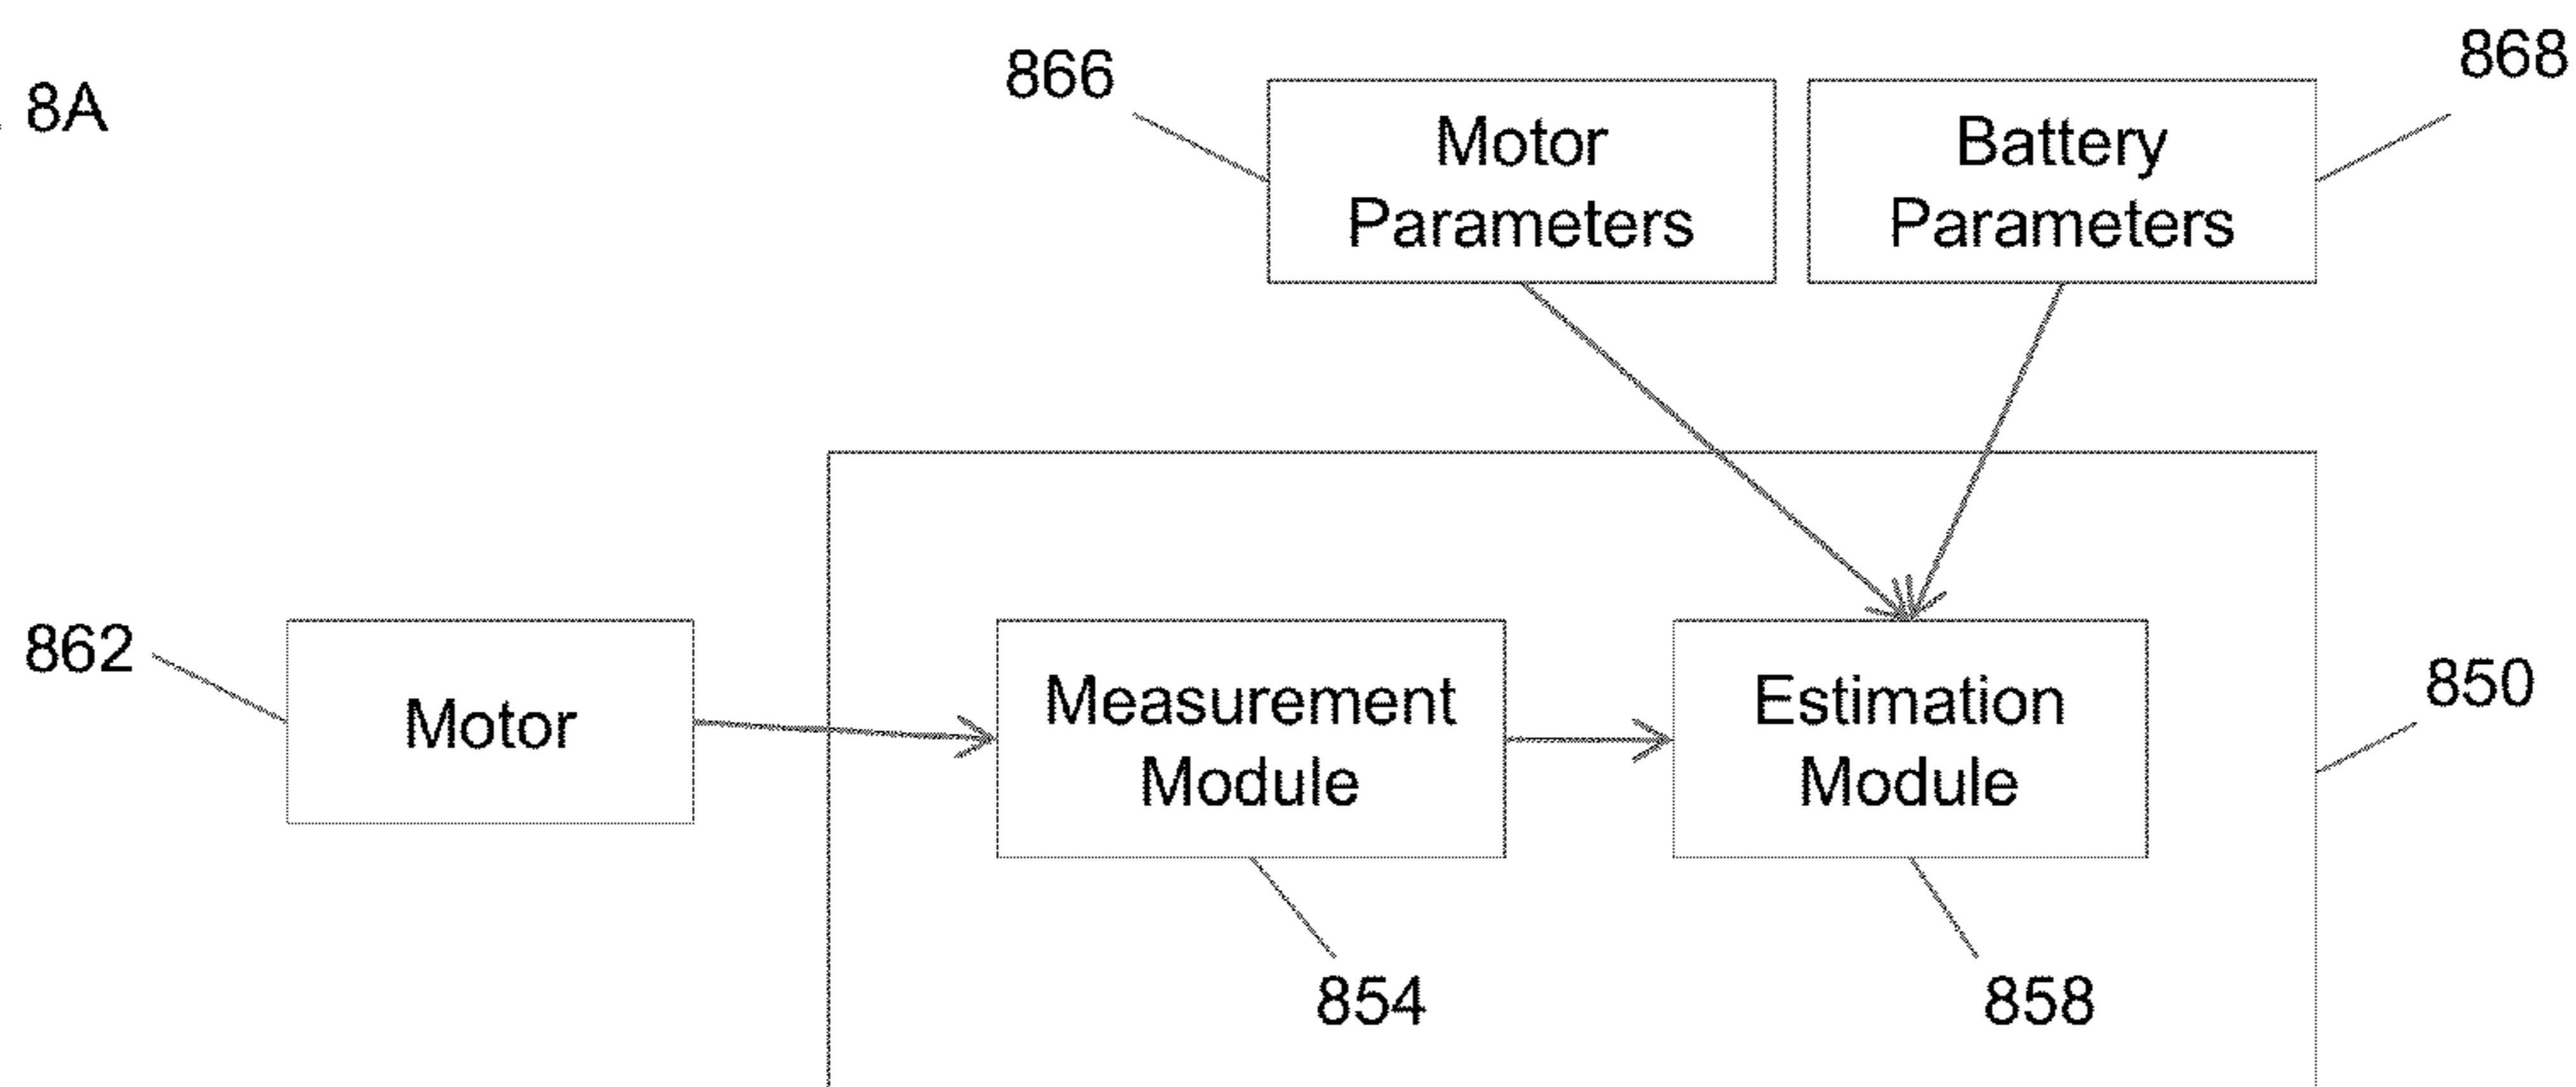 8A
866
868
Motor
Parameters
Battery
Parameters
862
Motor
Measurement
Module
Estimation
Module
850
854
858